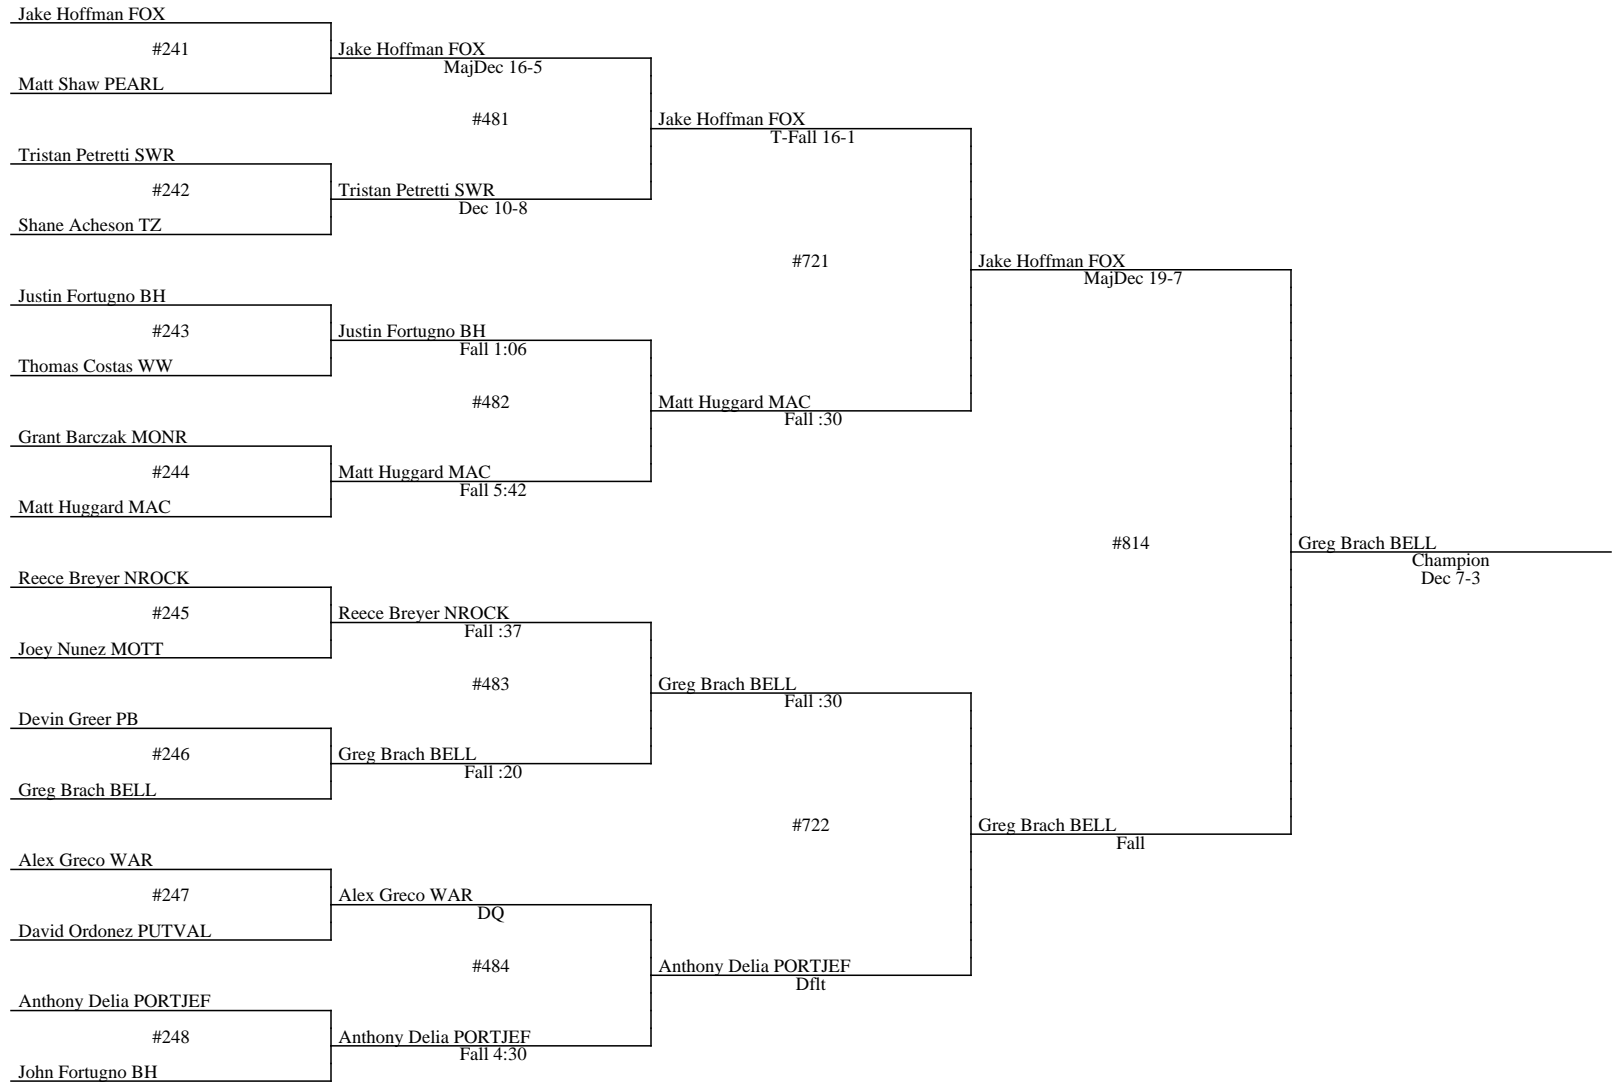 Jake Hoffman FOX
#241
Matt Shaw PEARL
Tristan Petretti SWR
#242
Shane Acheson TZ
Justin Fortugno BH
#243
Thomas Costas WW
Grant Barczak MONR
#244
Matt Huggard MAC
Reece Breyer NROCK
#245
Joey Nunez MOTT
Devin Greer PB
#246
Greg Brach BELL
Alex Greco WAR
#247
David Ordonez PUTVAL
Anthony Delia PORTJEF
#248
John Fortugno BH
Jake Hoffman FOX
MajDec 16-5
#481
Tristan Petretti SWR
Dec 10-8
Justin Fortugno BH
Fall 1:06
#482
Matt Huggard MAC
Fall 5:42
Reece Breyer NROCK
Fall :37
#483
Greg Brach BELL
Fall :20
Alex Greco WAR
DQ
#484
Anthony Delia PORTJEF
Fall 4:30
Jake Hoffman FOX
T-Fall 16-1
#721
Matt Huggard MAC
Fall :30
Greg Brach BELL
Fall :30
#722
Anthony Delia PORTJEF
Dflt
Jake Hoffman FOX
MajDec 19-7
#814
Greg Brach BELL
Fall
Greg Brach BELL
Champion
Dec 7-3